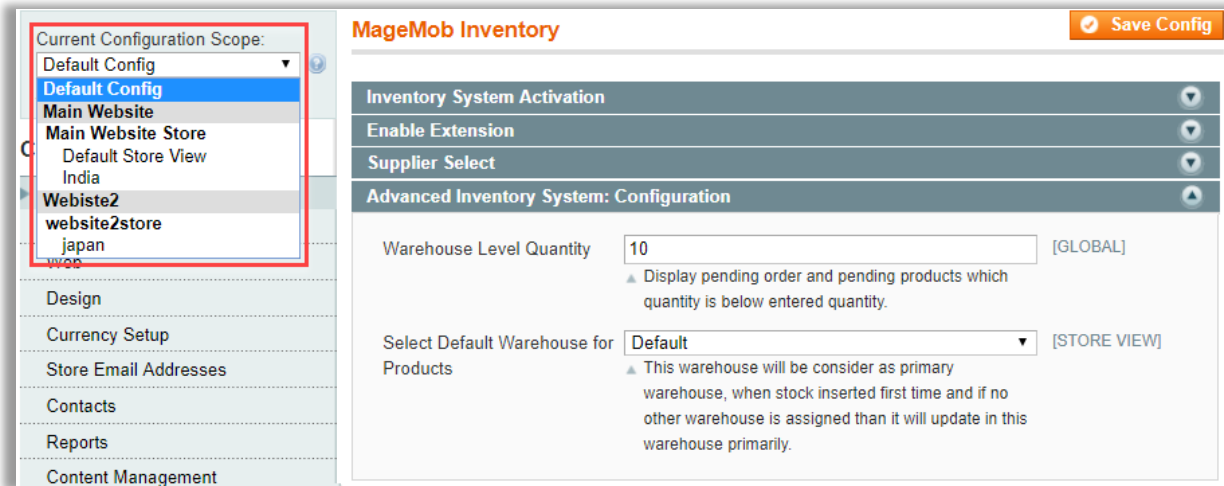 Current Configuration Scope:
Default Config
Default Config
Main Website
Main Website Store
Default Store View
India
Webiste2
website2store
japan
Web
Design
Currency Setup
Store Email Addresses
Contacts
Reports
Content Management
MageMob Inventory
Save Config
Inventory System Activation
Enable Extension
Supplier Select
Advanced Inventory System: Configuration
Warehouse Level Quantity
10
[GLOBAL]
Display pending order and pending products which
quantity is below entered quantity.
Select Default Warehouse for
Products
Default
[STORE VIEW]
This warehouse will be consider as primary
warehouse, when stock inserted first time and if no
other warehouse is assigned than it will update in this
warehouse primarily.